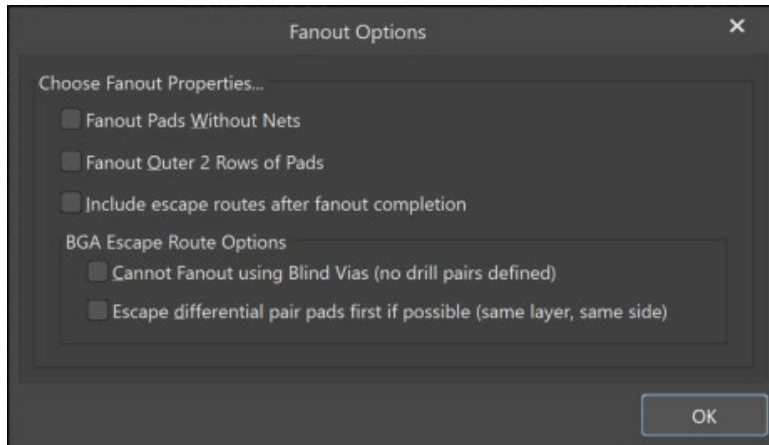 Fanout Options
Choose Fanout Properties...
Fanout Pads Without Nets
Fanout Outer 2 Rows of Pads
Include escape routes after fanout completion
BGA Escape Route Options
Cannot Fanout using Blind Vias (no drill pairs defined)
Escape differential pair pads first if possible (same layer, same side)
OK